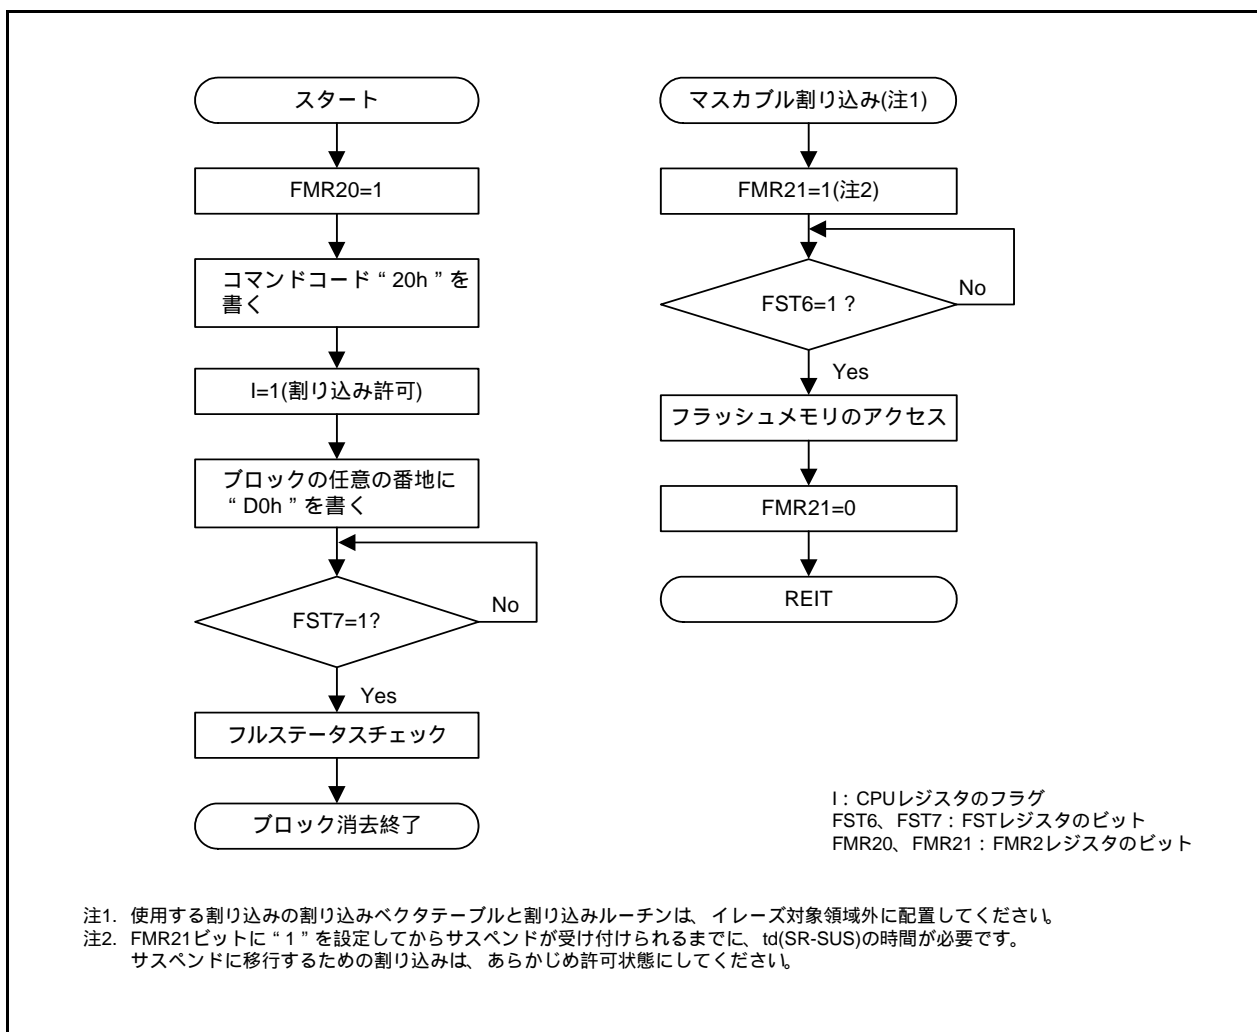 スタート
FMR20=1
コマンドコード“20h”を
書く
I=1(割り込み許可)
ブロックの任意の番地に
“D0h”を書く
FST7=1?
No
Yes
フルステータスチェック
ブロック消去終了
マスカブル割り込み(注1)
FMR21=1(注2)
FST6=1 ?
No
Yes
フラッシュメモリのアクセス
FMR21=0
REIT
I : CPUレジスタのフラグ
FST6、FST7 : FSTレジスタのビット
FMR20、FMR21 : FMR2レジスタのビット
注1. 使用する割り込みの割り込みベクタテーブルと割り込みルーチンは、イレーズ対象領域外に配置してください。
注2. FMR21ビットに“1”を設定してからサスペンドが受け付けられるまでに、td(SR-SUS)の時間が必要です。
サスペンドに移行するための割り込みは、あらかじめ許可状態にしてください。